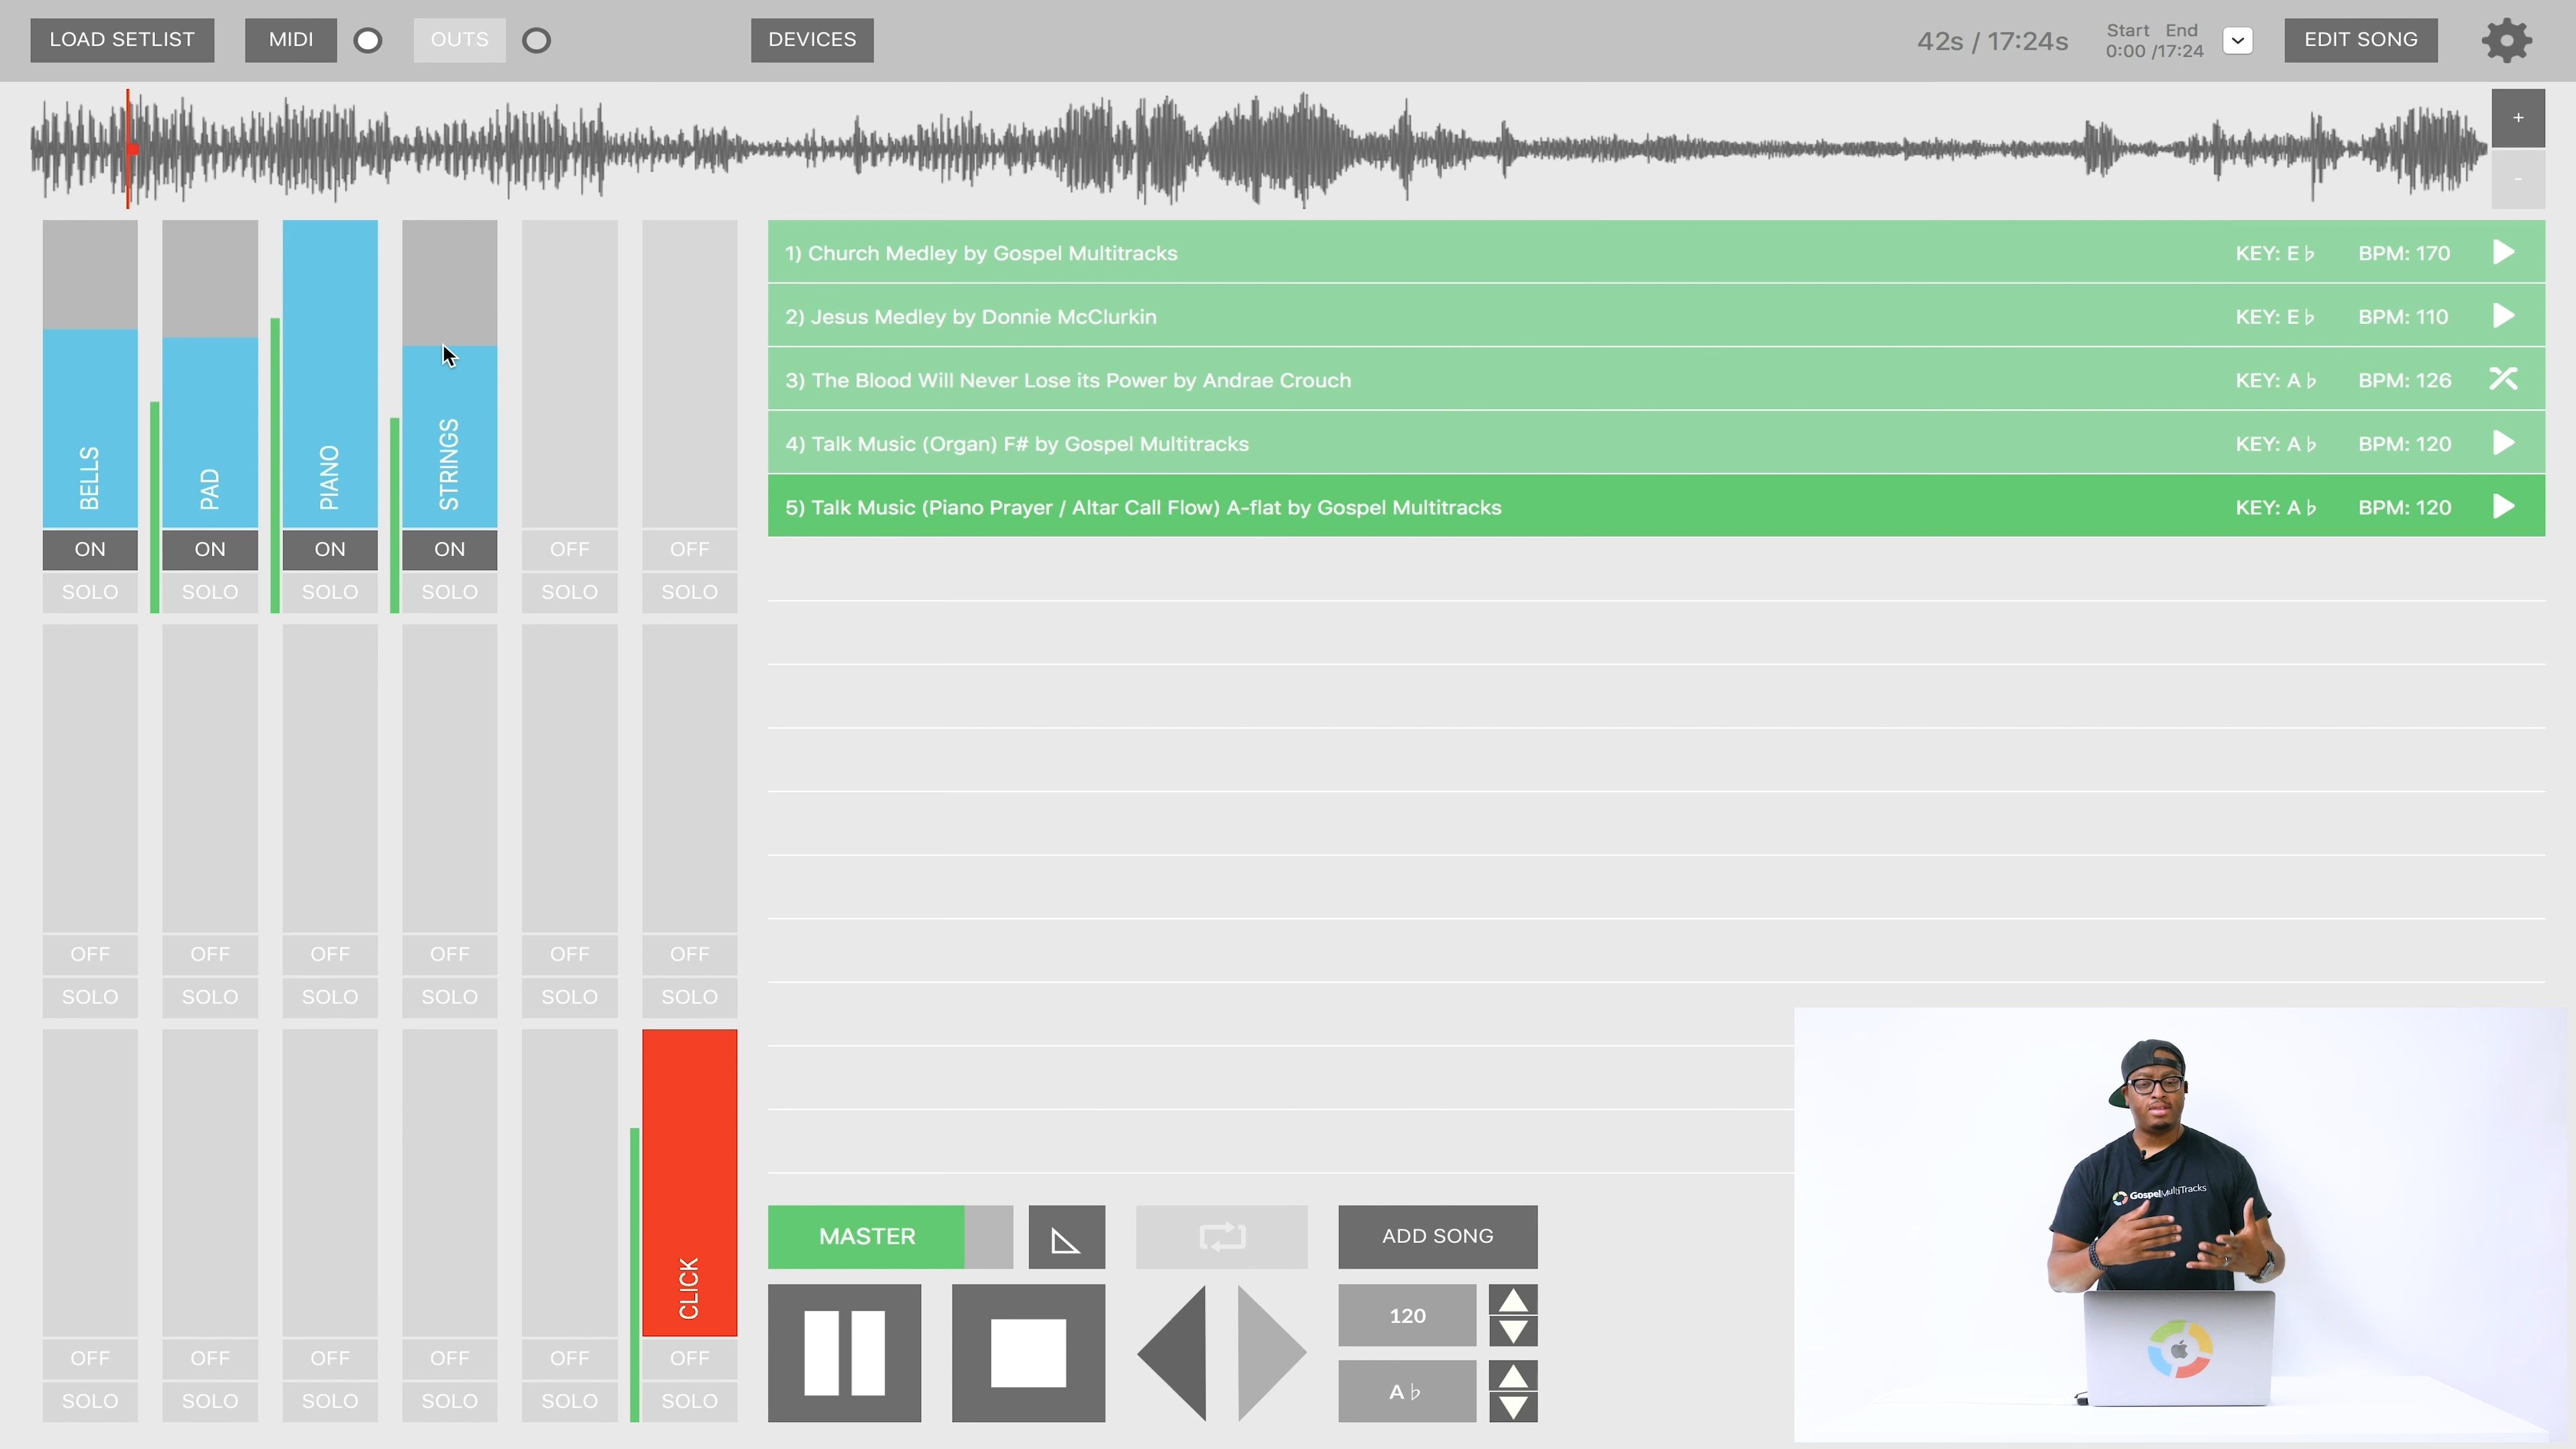 LOAD SETLIST
MIDI
OUTS
DEVICES
42s / 17:24s
Start End
0:00 /17:24
EDIT SONG
+
-
1) Church Medley by Gospel Multitracks KEY: E♭ BPM: 170
2) Jesus Medley by Donnie McClurkin KEY: E♭ BPM: 110
3) The Blood Will Never Lose its Power by Andrae Crouch KEY: A♭ BPM: 126
4) Talk Music (Organ) F# by Gospel Multitracks KEY: A♭ BPM: 120
5) Talk Music (Piano Prayer / Altar Call Flow) A-flat by Gospel Multitracks KEY: A♭ BPM: 120
BELLS PAD PIANO STRINGS
ON ON ON ON OFF OFF
SOLO SOLO SOLO SOLO SOLO SOLO
OFF OFF OFF OFF OFF OFF
SOLO SOLO SOLO SOLO SOLO SOLO
CLICK
OFF OFF OFF OFF OFF OFF
SOLO SOLO SOLO SOLO SOLO SOLO
MASTER
ADD SONG
120
A♭
GospelMultiTracks